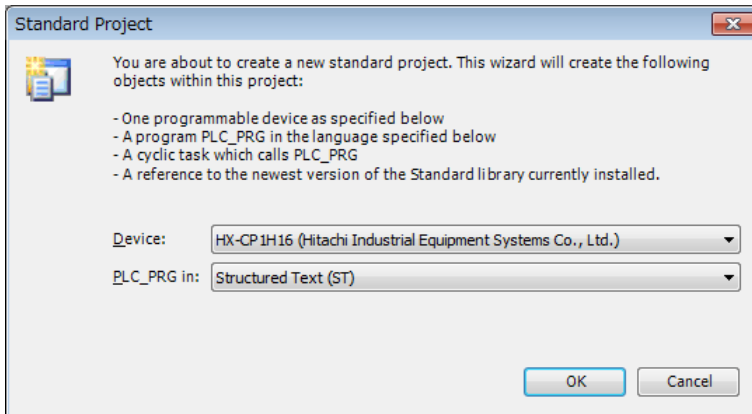 Standard Project
You are about to create a new standard project. This wizard will create the following
objects within this project:
- One programmable device as specified below
- A program PLC_PRG in the language specified below
- A cyclic task which calls PLC_PRG
- A reference to the newest version of the Standard library currently installed.
Device: HX-CP1H16 (Hitachi Industrial Equipment Systems Co., Ltd.)
PLC_PRG in: Structured Text (ST)
OK Cancel